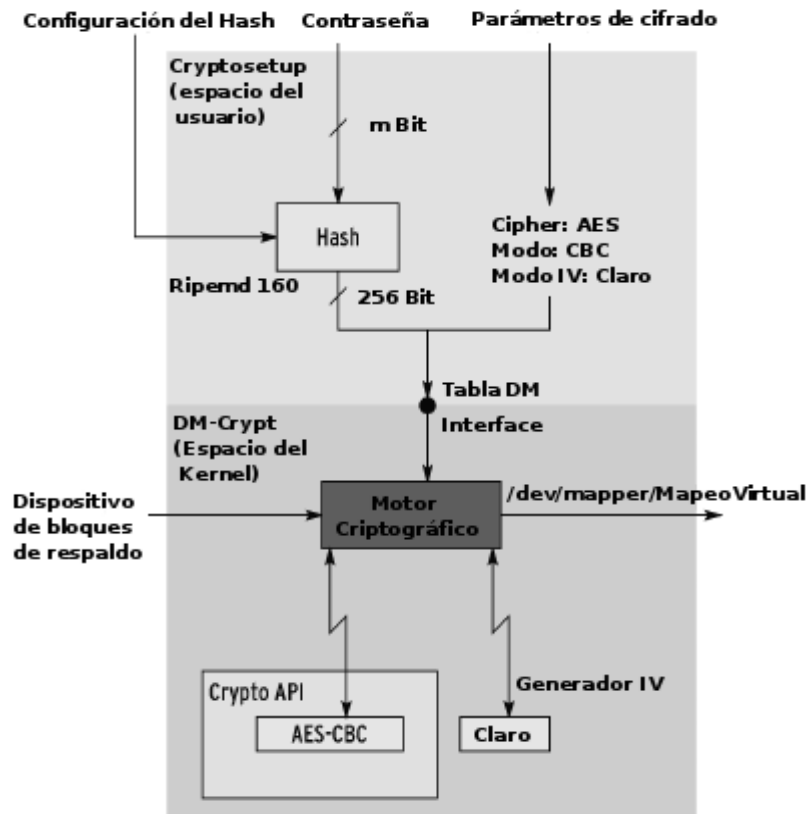 Configuración del Hash
Contraseña
Parámetros de cifrado
Cryptosetup
(espacio del
usuario)
m Bit
Hash
Cipher: AES
Modo: CBC
Modo IV: Claro
Ripemd 160
256 Bit
Tabla DM
DM-Crypt
(Espacio del
Kernel)
Interface
Dispositivo
de bloques
de respaldo
Motor
Criptográfico
/dev/mapper/MapeoVirtual
Crypto API
AES-CBC
Generador IV
Claro